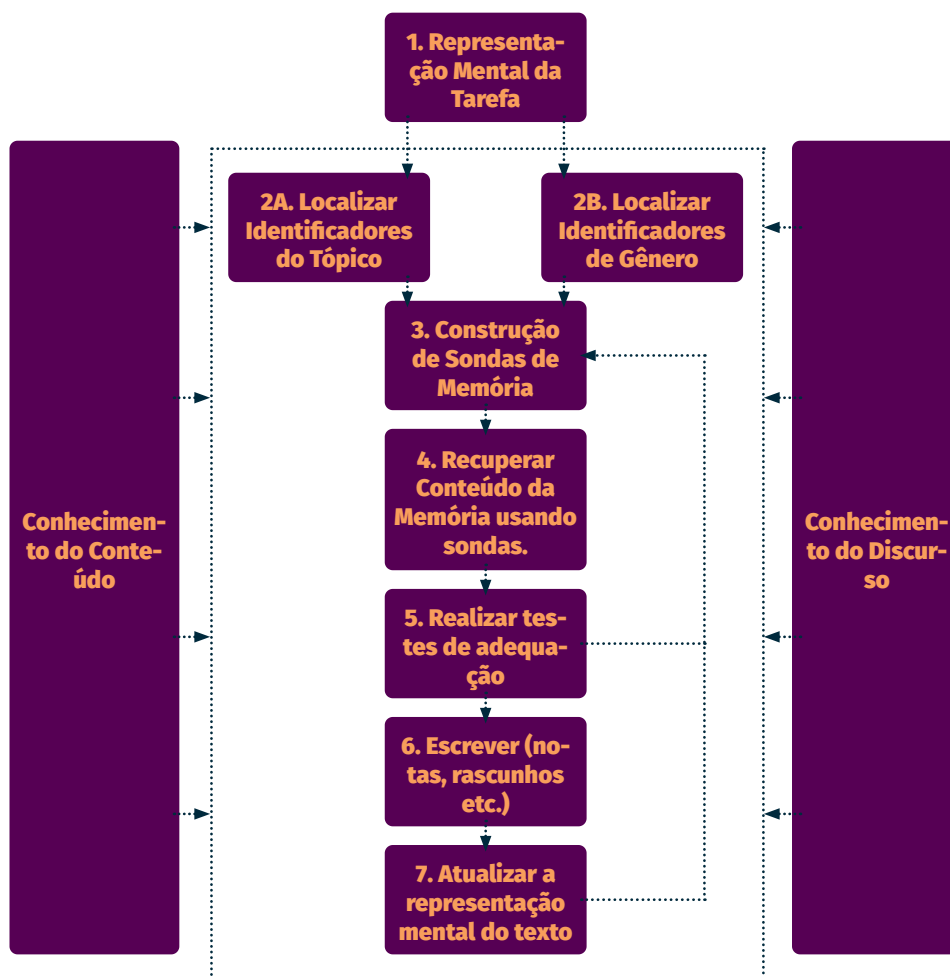 1. Representa-
ção Mental da
Tarefa
2A. Localizar
Identificadores
do Tópico
2B. Localizar
Identificadores
de Gênero
3. Construção
de Sondas de
Memória
4. Recuperar
Conteúdo da
Memória usando
sondas.
Conhecimen-
to do Conte-
údo
Conhecimen-
to do Discur-
so
5. Realizar tes-
tes de adequa-
ção
6. Escrever (no-
tas, rascunhos
etc.)
7. Atualizar a
representação
mental do texto